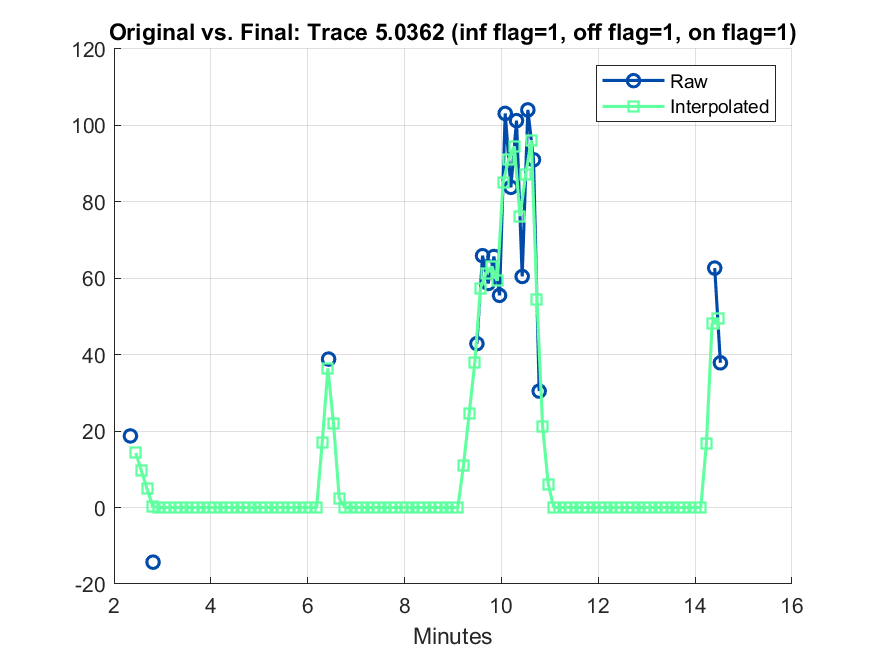 Original vs. Final: Trace 5.0362 (inf flag=1, off flag=1, on flag=1)
120
100
80
60
40
20
0
-20
Raw
Interpolated
2 4 6 8 10 12 14 16
Minutes